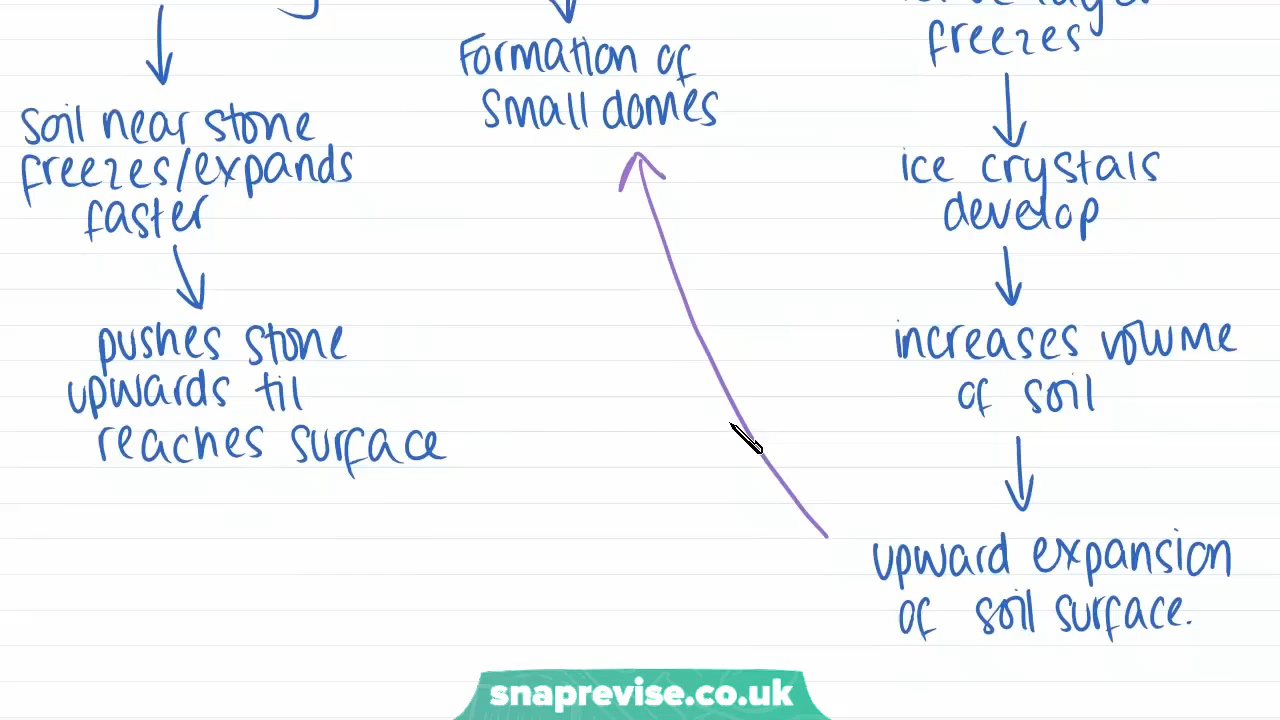 freezes
Formation of
small domes
soil near stone
freezes/expands
faster
pushes stone
upwards til
reaches surface
ice crystals
develop
increases volume
of soil
upward expansion
of soil surface.
snaprevise.co.uk